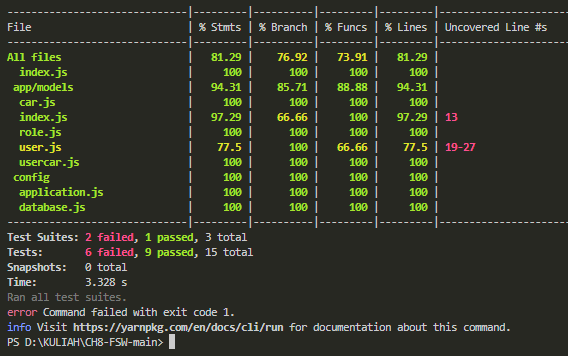 ---------------------------|---------|----------|---------|---------|-------------------
File                       | % Stmts | % Branch | % Funcs | % Lines | Uncovered Line #s
---------------------------|---------|----------|---------|---------|-------------------
All files                  |   81.29 |    76.92 |   73.91 |   81.29 |
  index.js                 |     100 |      100 |     100 |     100 |
 app/models                |   94.31 |    85.71 |   88.88 |   94.31 |
  car.js                   |     100 |      100 |     100 |     100 |
  index.js                 |   97.29 |    66.66 |     100 |   97.29 | 13
  role.js                  |     100 |      100 |     100 |     100 |
  user.js                  |    77.5 |      100 |   66.66 |    77.5 | 19-27
  usercar.js               |     100 |      100 |     100 |     100 |
 config                    |     100 |      100 |     100 |     100 |
  application.js           |     100 |      100 |     100 |     100 |
  database.js              |     100 |      100 |     100 |     100 |
---------------------------|---------|----------|---------|---------|-------------------
Test Suites: 2 failed, 1 passed, 3 total
Tests:       6 failed, 9 passed, 15 total
Snapshots:   0 total
Time:        3.328 s
Ran all test suites.
error Command failed with exit code 1.
info Visit https://yarnpkg.com/en/docs/cli/run for documentation about this command.
PS D:\KULIAH\CH8-FSW-main>